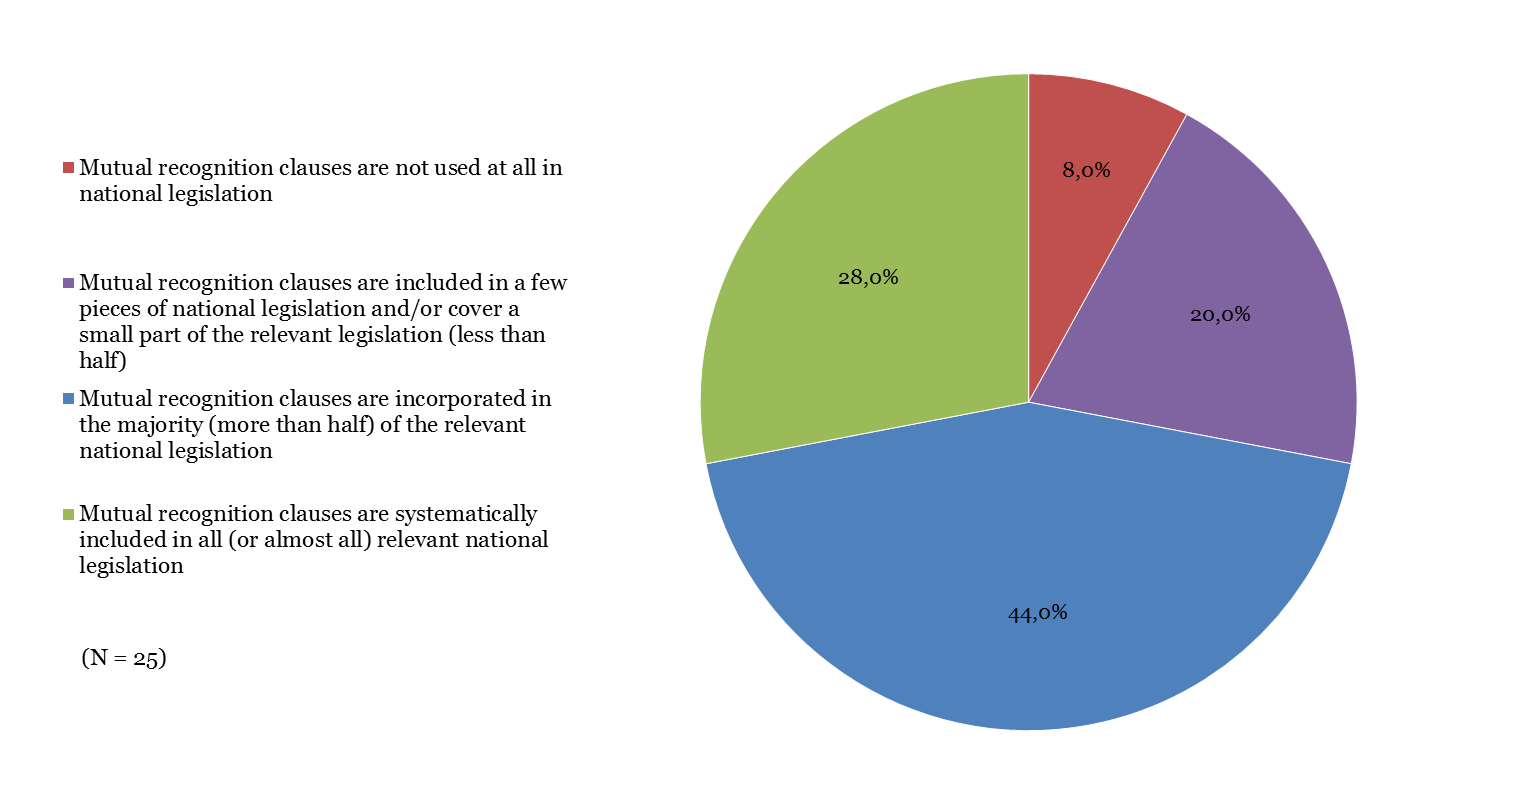 Mutual recognition clauses are not used at all in
national legislation
Mutual recognition clauses are included in a few
pieces of national legislation and/or cover a
small part of the relevant legislation (less than
half)
Mutual recognition clauses are incorporated in
the majority (more than half) of the relevant
national legislation
Mutual recognition clauses are systematically
included in all (or almost all) relevant national
legislation
(N = 25)
8,0%
28,0%
20,0%
44,0%